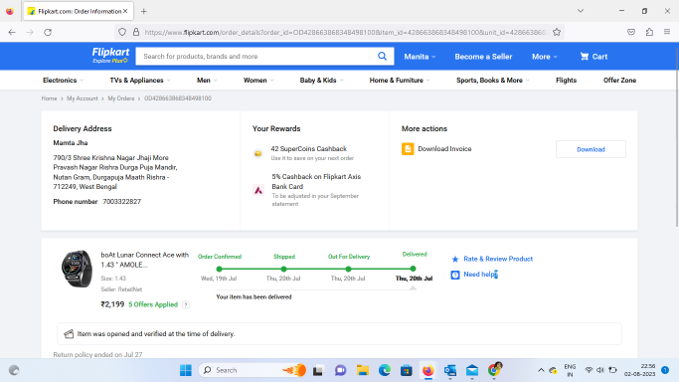 Flipkart.com: Order Information
https://www.flipkart.com/order_details?order_id=OD428663868348498100&item_id=428663868348498100&unit_id=42866386
Flipkart
Explore Plus
Search for products, brands and more
Manita
Become a Seller
More
Cart
Electronics
TVs & Appliances
Men
Women
Baby & Kids
Home & Furniture
Sports, Books & More
Flights
Offer Zone
Home > My Account > My Orders > OD428663868348498100
Delivery Address
Mamta Jha
790/3 Shree Krishna Nagar Jhaji More
Pravash Nagar Rishra Durga Puja Mandir,
Nutan Gram, Durgapuja Maath Rishra -
712249, West Bengal
Phone number 7003322827
Your Rewards
42 SuperCoins Cashback
Use it to save on your next order
5% Cashback on Flipkart Axis
Bank Card
To be adjusted in your September
statement
More actions
Download Invoice
Download
boAt Lunar Connect Ace with
1.43 " AMOLE...
Size: 1.43
Seller: RetailNet
₹2,199 5 Offers Applied ?
Order Confirmed
Shipped
Out For Delivery
Delivered
Wed, 19th Jul
Thu, 20th Jul
Thu, 20th Jul
Thu, 20th Jul
Your item has been delivered
Rate & Review Product
Need help?
Item was opened and verified at the time of delivery.
Return policy ended on Jul 27
Search
ENG
IN
22:56
02-08-2023